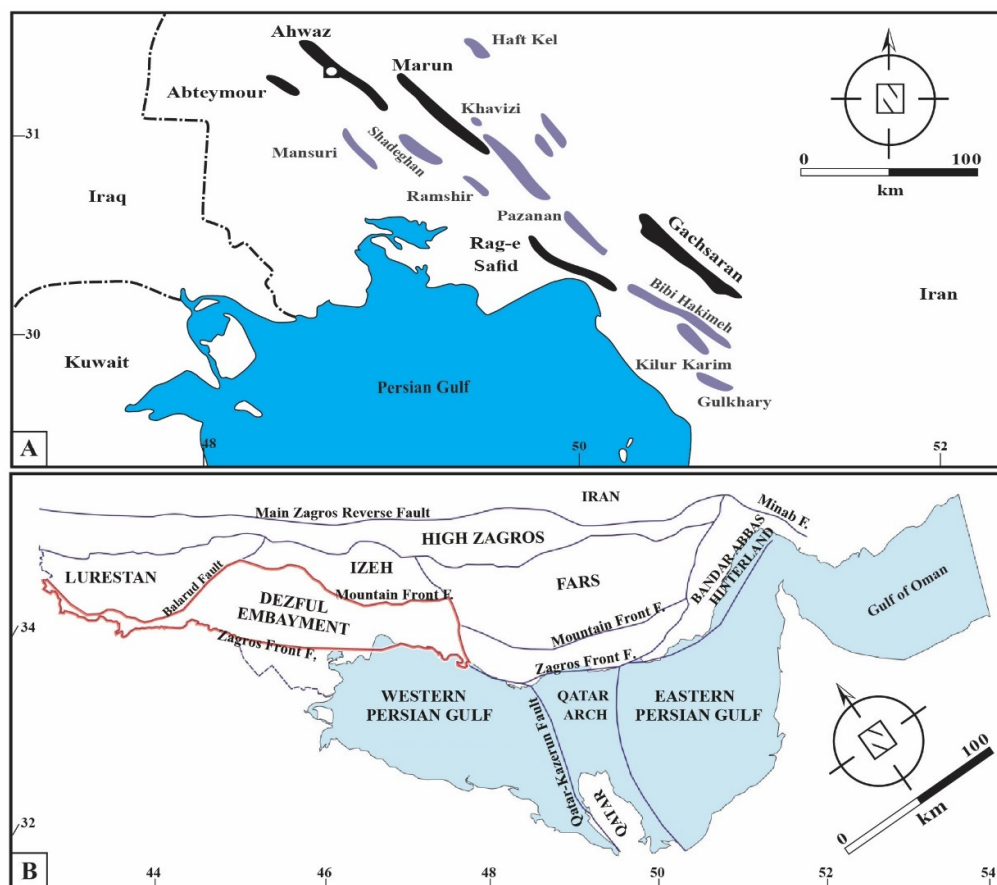 Ahwaz
Haft Kel
Marun
Abteymour
Khavizi
31
Mansuri
Shadeghan
0 100
km
Ramshir
Iraq
Pazanan
Rag-e
Safid
Gachsaran
Iran
Bibi Hakimeh
30
Kuwait
Kilur Karim
Persian Gulf
Gulkhary
A
48
50
52
IRAN
Minab F.
Main Zagros Reverse Fault
HIGH ZAGROS
BANDAR ABBAS
HINTERLAND
LURESTAN
Balarud Fault
IZEH
Mountain Front F.
FARS
Gulf of Oman
DEZFUL
EMBAYMENT
34
Mountain Front F.
Zagros Front F.
Zagros Front F.
WESTERN
PERSIAN GULF
QATAR
ARCH
EASTERN
PERSIAN GULF
Qatar-Kazerun Fault
QATAR
0 100
km
32
B
44
46
48
50
52
54